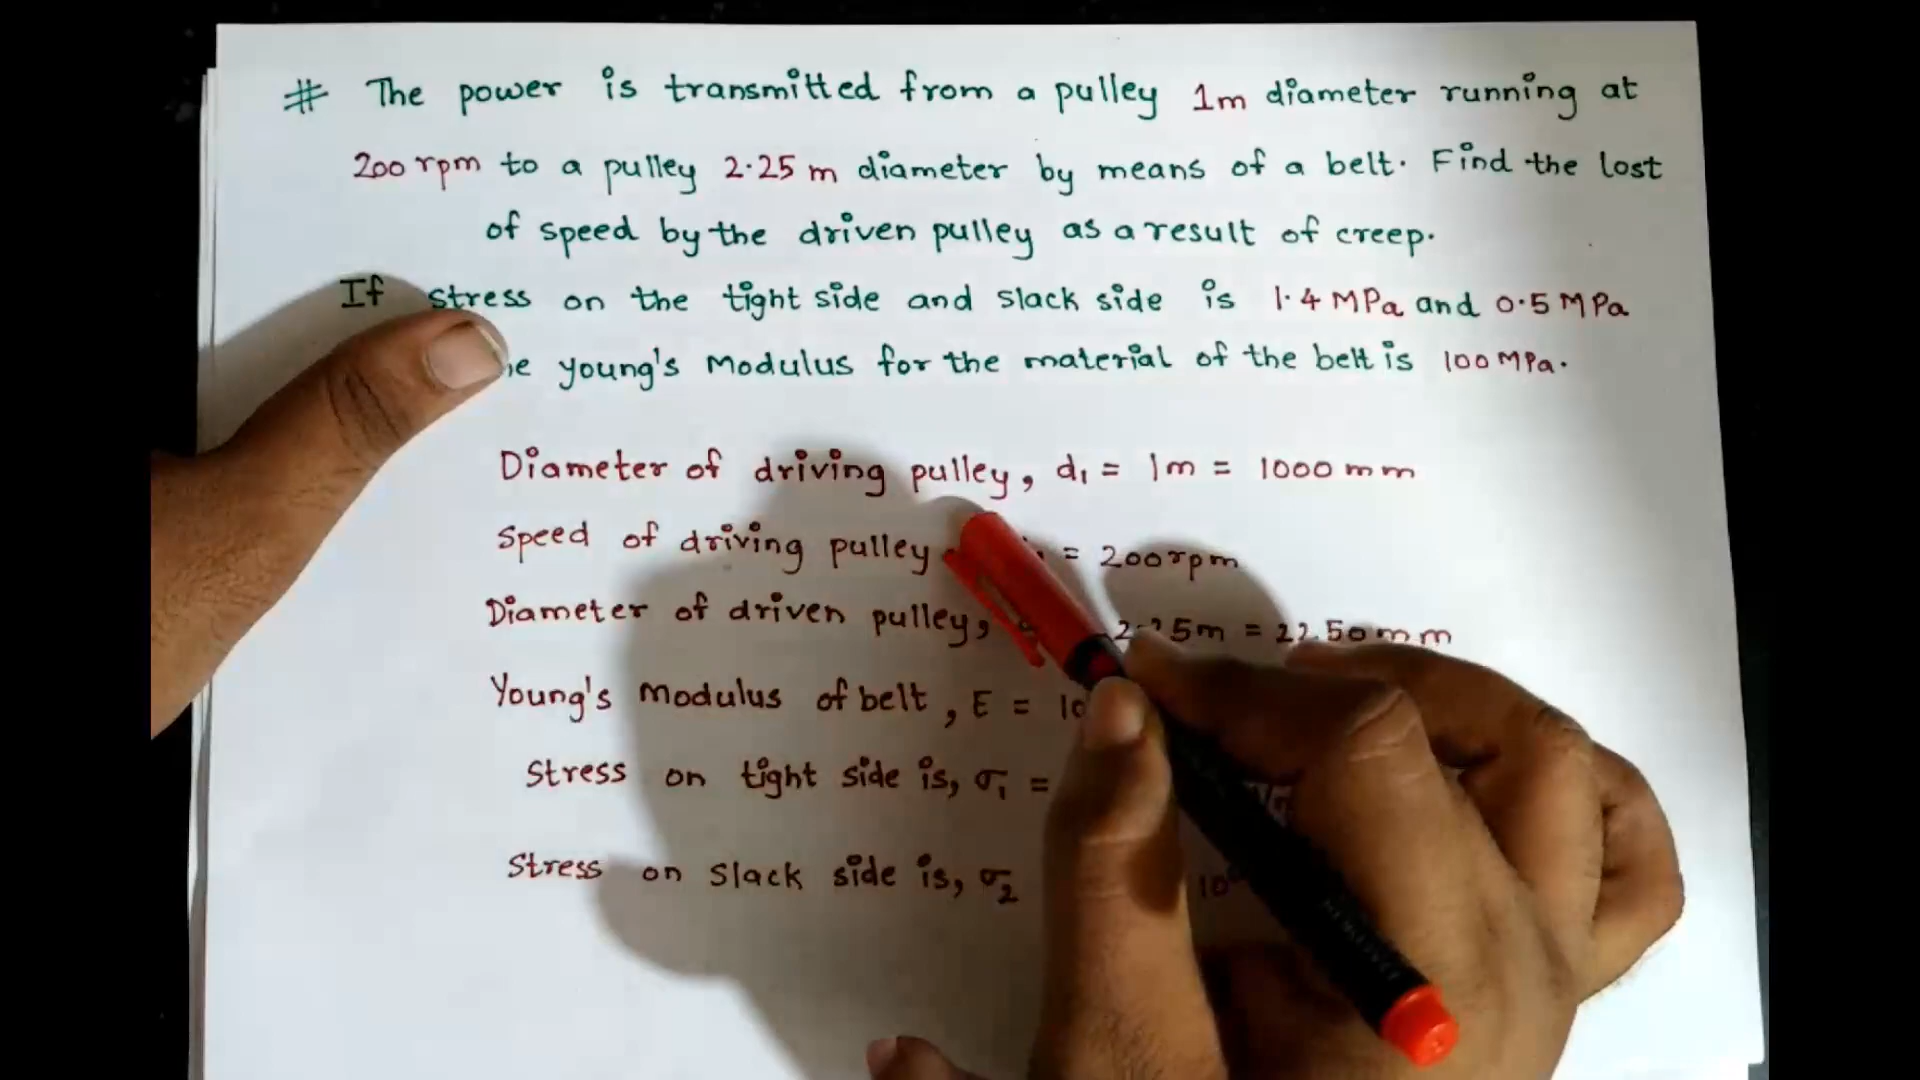 # The power is transmitted from a pulley 1m diameter running at
200 rpm to a pulley 2.25 m diameter by means of a belt. Find the lost
of speed by the driven pulley as a result of creep.
If stress on the tight side and slack side is 1.4 MPa and 0.5 MPa
young's Modulus for the material of the belt is 100 MPa.
Diameter of driving pulley, d₁ = 1m = 1000 mm
Speed of driving pulley = 200rpm
Diameter of driven pulley, 2.25m = 2250mm
Young's Modulus of belt, E =
Stress on tight side is, σ₁ =
Stress on slack side is, σ₂